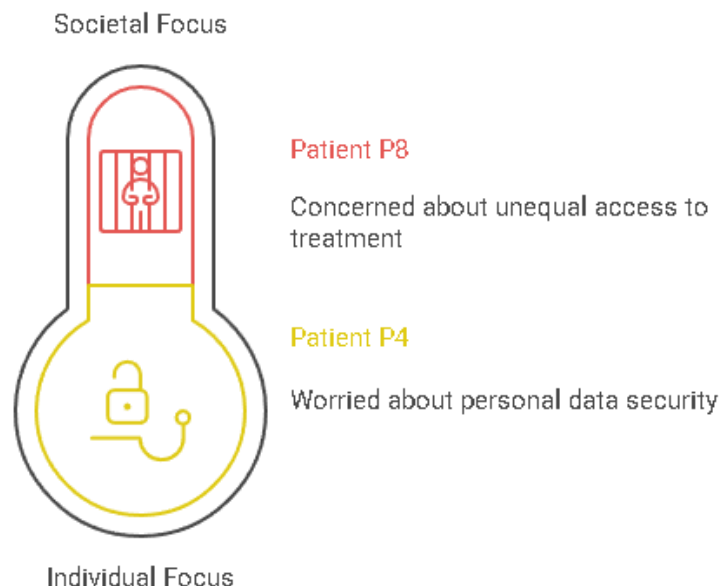 Societal Focus
Patient P8
Concerned about unequal access to
treatment
Patient P4
Worried about personal data security
Individual Focus